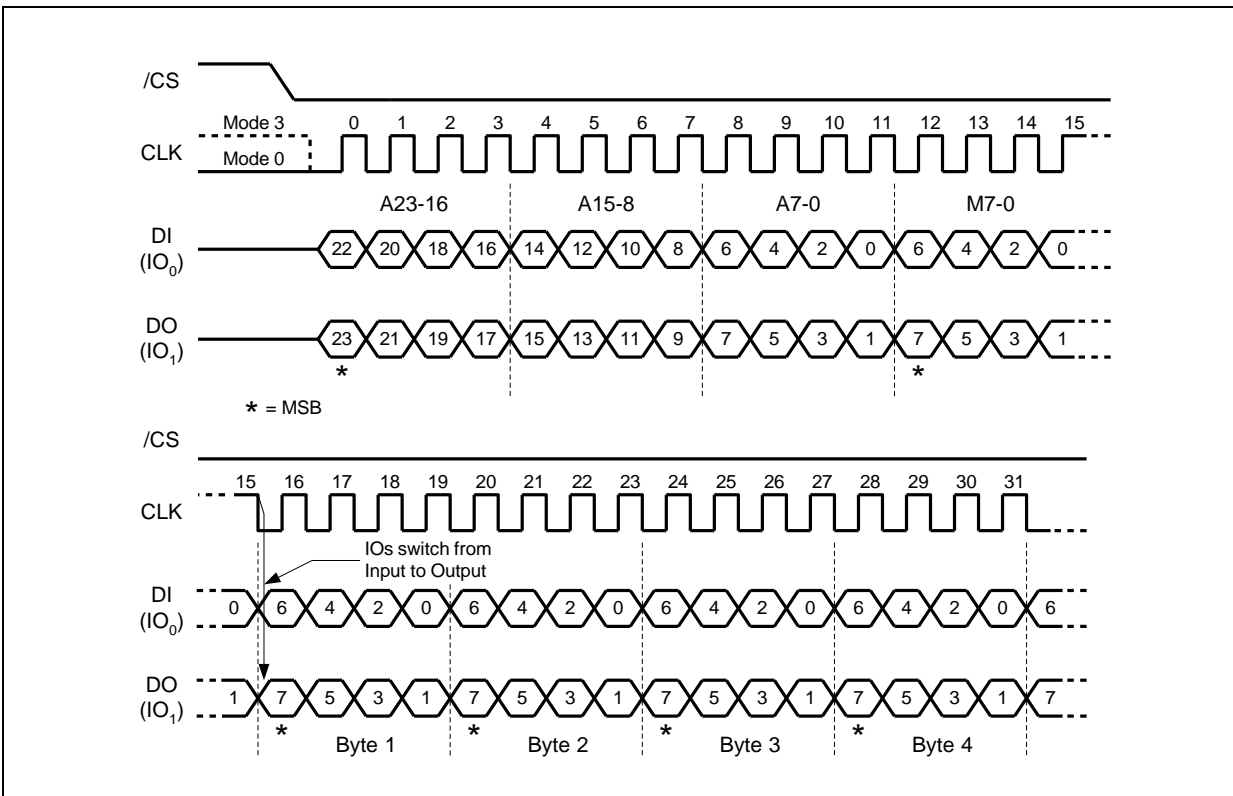 /CS
Mode 3 0 1 2 3 4 5 6 7 8 9 10 11 12 13 14 15
CLK Mode 0
A23-16 A15-8 A7-0 M7-0
DI 22 20 18 16 14 12 10 8 6 4 2 0 6 4 2 0
(IO0)
DO 23 21 19 17 15 13 11 9 7 5 3 1 7 5 3 1
(IO1)
* *
* = MSB
/CS
15 16 17 18 19 20 21 22 23 24 25 26 27 28 29 30 31
CLK
IOs switch from
Input to Output
DI 0 6 4 2 0 6 4 2 0 6 4 2 0 6 4 2 0 6
(IO0)
DO 1 7 5 3 1 7 5 3 1 7 5 3 1 7 5 3 1 7
(IO1)
* * * *
Byte 1 Byte 2 Byte 3 Byte 4